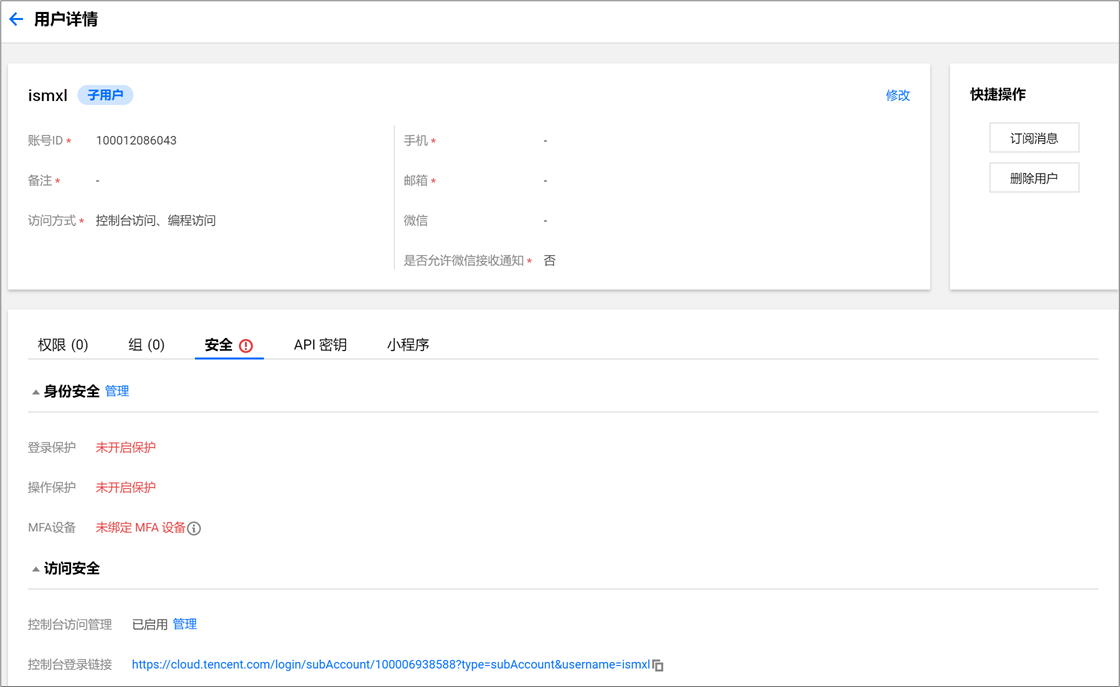 用户详情
ismxl 子用户 修改
账号ID * 100012086043
备注 * -
访问方式 * 控制台访问、编程访问
手机 * -
邮箱 * -
微信 -
是否允许微信接收通知 * 否
快捷操作
订阅消息
删除用户
权限 (0) 组 (0) 安全 API 密钥 小程序
身份安全 管理
登录保护 未开启保护
操作保护 未开启保护
MFA设备 未绑定 MFA 设备
访问安全
控制台访问管理 已启用 管理
控制台登录链接 https://cloud.tencent.com/login/subAccount/100006938588?type=subAccount&username=ismxl